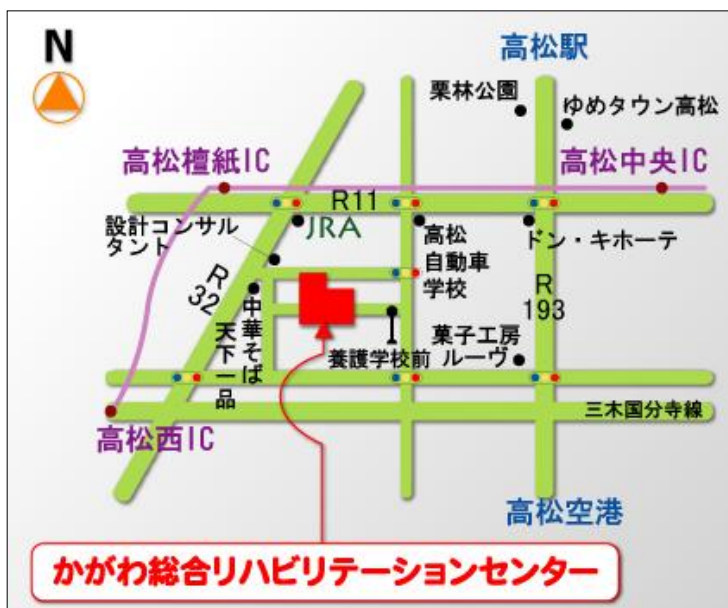 N
高松駅
栗林公園
ゆめタウン高松
高松檀紙IC
高松中央IC
R11
設計コンサル
タント
JRA
高松
自動車
学校
ドン・キホーテ
R
32
R
193
中華そば
天下一品
養護学校前
菓子工房
ルーヴ
三木国分寺線
高松西IC
高松空港
かがわ総合リハビリテーションセンター